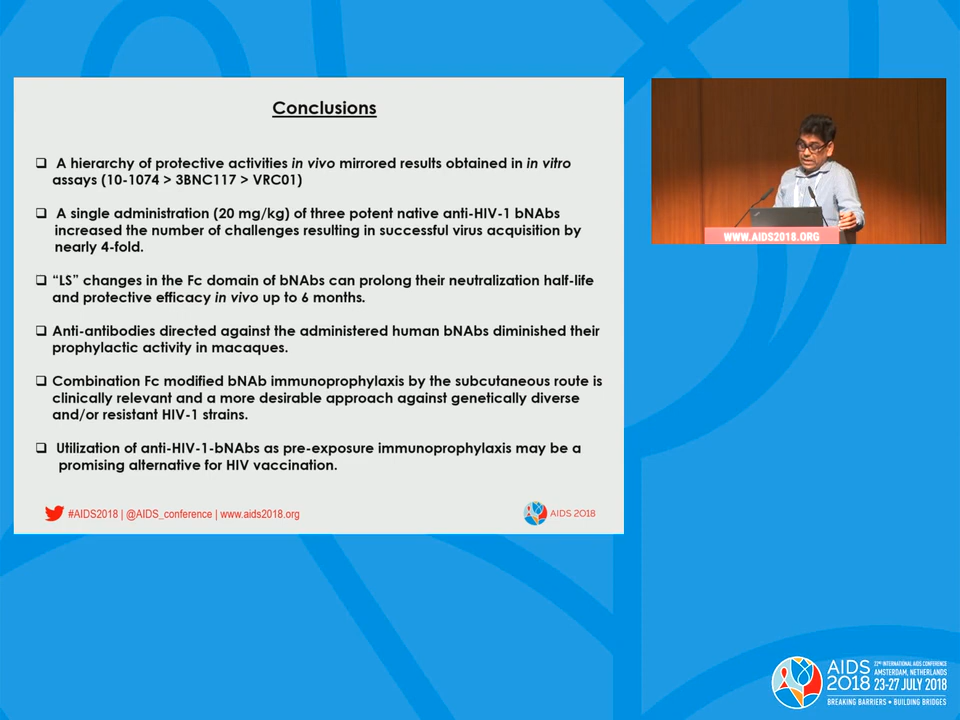 Conclusions
❑ A hierarchy of protective activities in vivo mirrored results obtained in in vitro
assays (10-1074 > 3BNC117 > VRC01)
❑ A single administration (20 mg/kg) of three potent native anti-HIV-1 bNAbs
increased the number of challenges resulting in successful virus acquisition by
nearly 4-fold.
❑ “LS” changes in the Fc domain of bNAbs can prolong their neutralization half-life
and protective efficacy in vivo up to 6 months.
❑ Anti-antibodies directed against the administered human bNAbs diminished their
prophylactic activity in macaques.
❑ Combination Fc modified bNAb immunoprophylaxis by the subcutaneous route is
clinically relevant and a more desirable approach against genetically diverse
and/or resistant HIV-1 strains.
❑ Utilization of anti-HIV-1-bNAbs as pre-exposure immunoprophylaxis may be a
promising alternative for HIV vaccination.
#AIDS2018 | @AIDS_conference | www.aids2018.org
AIDS 2018
WWW.AIDS2018.ORG
AIDS
2018
22ND INTERNATIONAL AIDS CONFERENCE
AMSTERDAM, NETHERLANDS
23-27 JULY 2018
BREAKING BARRIERS • BUILDING BRIDGES